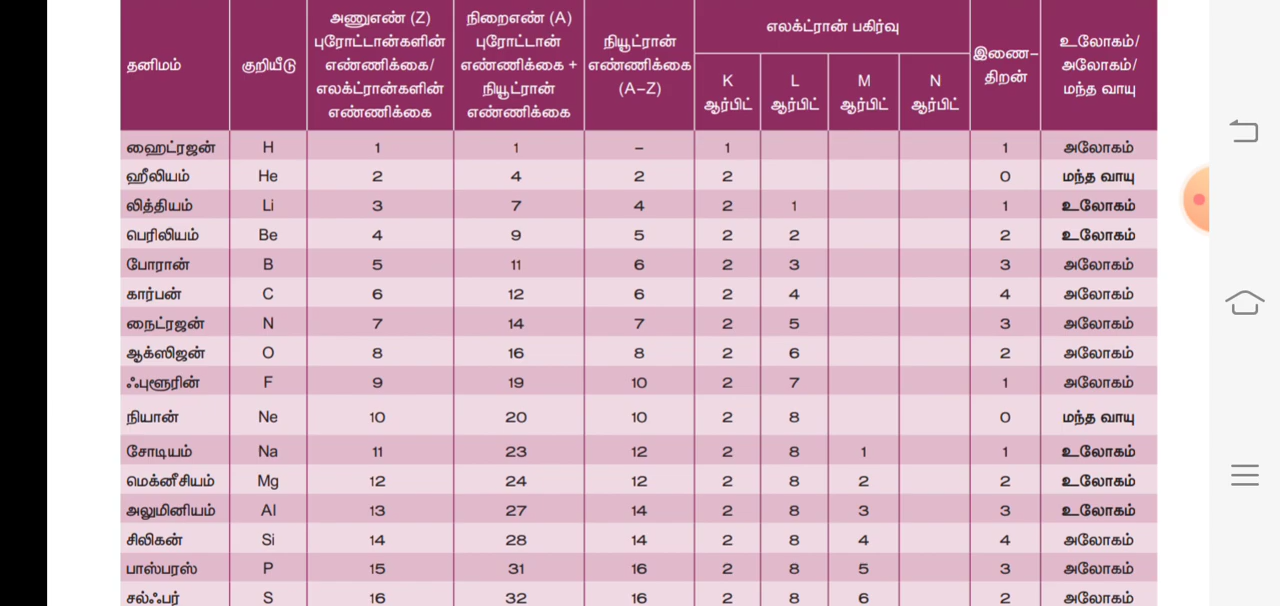 தனிமம் குறியீடு அணுஎண் (Z) புரோட்டான்களின் எண்ணிக்கை/ எலக்ட்ரான்களின் எண்ணிக்கை நிறைஎண் (A) புரோட்டான் எண்ணிக்கை + நியூட்ரான் எண்ணிக்கை நியூட்ரான் எண்ணிக்கை (A–Z) எலக்ட்ரான் பகிர்வு இணை– திறன் உலோகம்/ அலோகம்/ மந்த வாயு
K ஆர்பிட் L ஆர்பிட் M ஆர்பிட் N ஆர்பிட்
ஹைட்ரஜன் H 1 1 – 1 1 அலோகம்
ஹீலியம் He 2 4 2 2 0 மந்த வாயு
லித்தியம் Li 3 7 4 2 1 1 உலோகம்
பெரிலியம் Be 4 9 5 2 2 2 உலோகம்
போரான் B 5 11 6 2 3 3 அலோகம்
கார்பன் C 6 12 6 2 4 4 அலோகம்
நைட்ரஜன் N 7 14 7 2 5 3 அலோகம்
ஆக்ஸிஜன் O 8 16 8 2 6 2 அலோகம்
ஃபுளூரின் F 9 19 10 2 7 1 அலோகம்
நியான் Ne 10 20 10 2 8 0 மந்த வாயு
சோடியம் Na 11 23 12 2 8 1 1 உலோகம்
மெக்னீசியம் Mg 12 24 12 2 8 2 2 உலோகம்
அலுமினியம் Al 13 27 14 2 8 3 3 உலோகம்
சிலிகன் Si 14 28 14 2 8 4 4 அலோகம்
பாஸ்பரஸ் P 15 31 16 2 8 5 3 அலோகம்
சல்ஃபர் S 16 32 16 2 8 6 2 அலோகம்